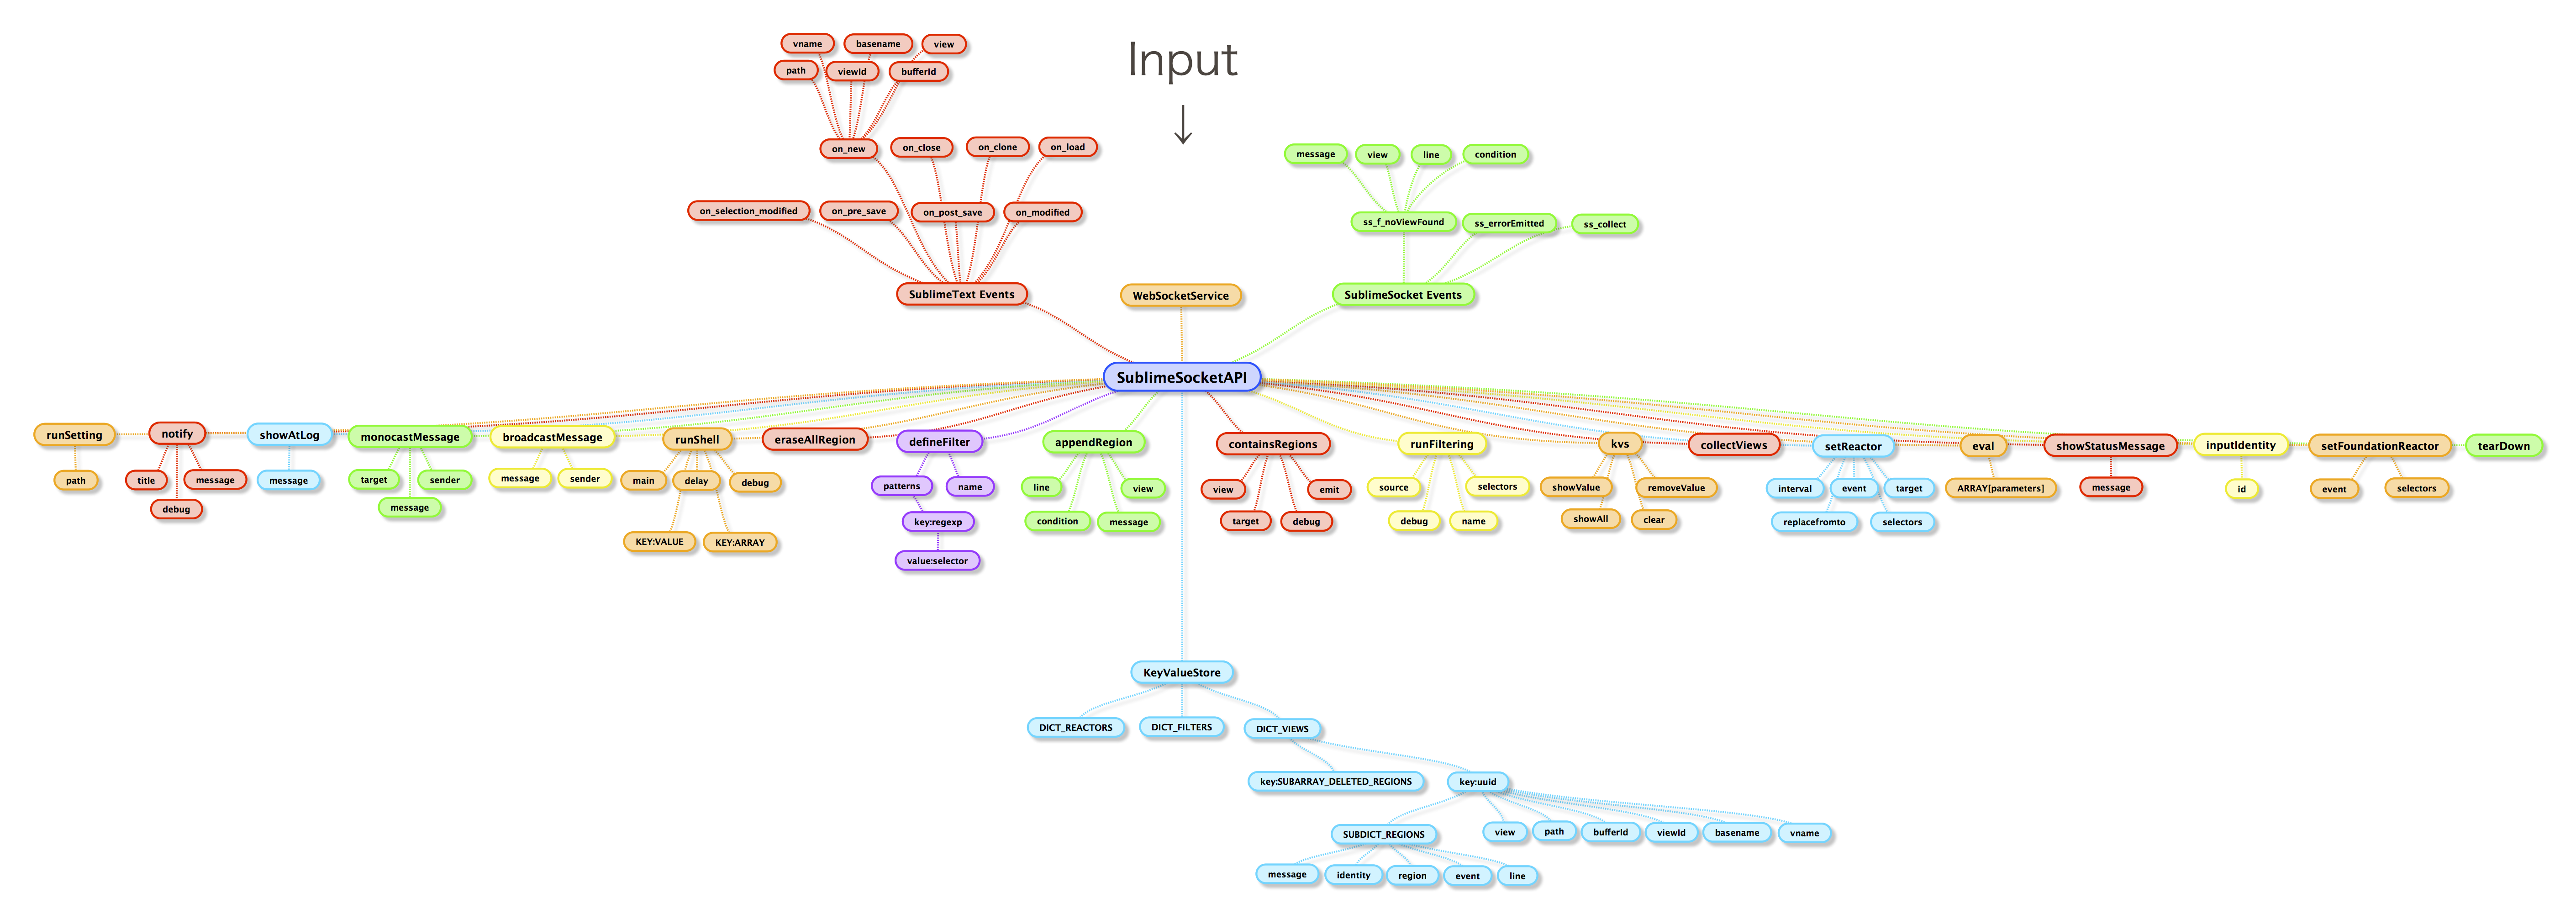 Input
vname
basename
view
path
viewId
bufferId
on_new
on_close
on_clone
on_load
on_selection_modified
on_pre_save
on_post_save
on_modified
SublimeText Events
message
view
line
condition
ss_f_noViewFound
ss_errorEmitted
ss_collect
WebSocketService
SublimeSocket Events
SublimeSocketAPI
runSetting
path
notify
title
message
debug
showAtLog
message
monocastMessage
target
sender
message
broadcastMessage
message
sender
runShell
main
delay
debug
KEY:VALUE
KEY:ARRAY
eraseAllRegion
defineFilter
patterns
name
key:regexp
value:selector
appendRegion
line
view
condition
message
containsRegions
view
emit
target
debug
runFiltering
source
selectors
debug
name
kvs
showValue
removeValue
showAll
clear
collectViews
setReactor
interval
event
target
replacefromto
selectors
eval
ARRAY[parameters]
showStatusMessage
message
inputIdentity
id
setFoundationReactor
event
selectors
tearDown
KeyValueStore
DICT_REACTORS
DICT_FILTERS
DICT_VIEWS
key:SUBARRAY_DELETED_REGIONS
key:uuid
SUBDICT_REGIONS
view
path
bufferId
viewId
basename
vname
message
identity
region
event
line